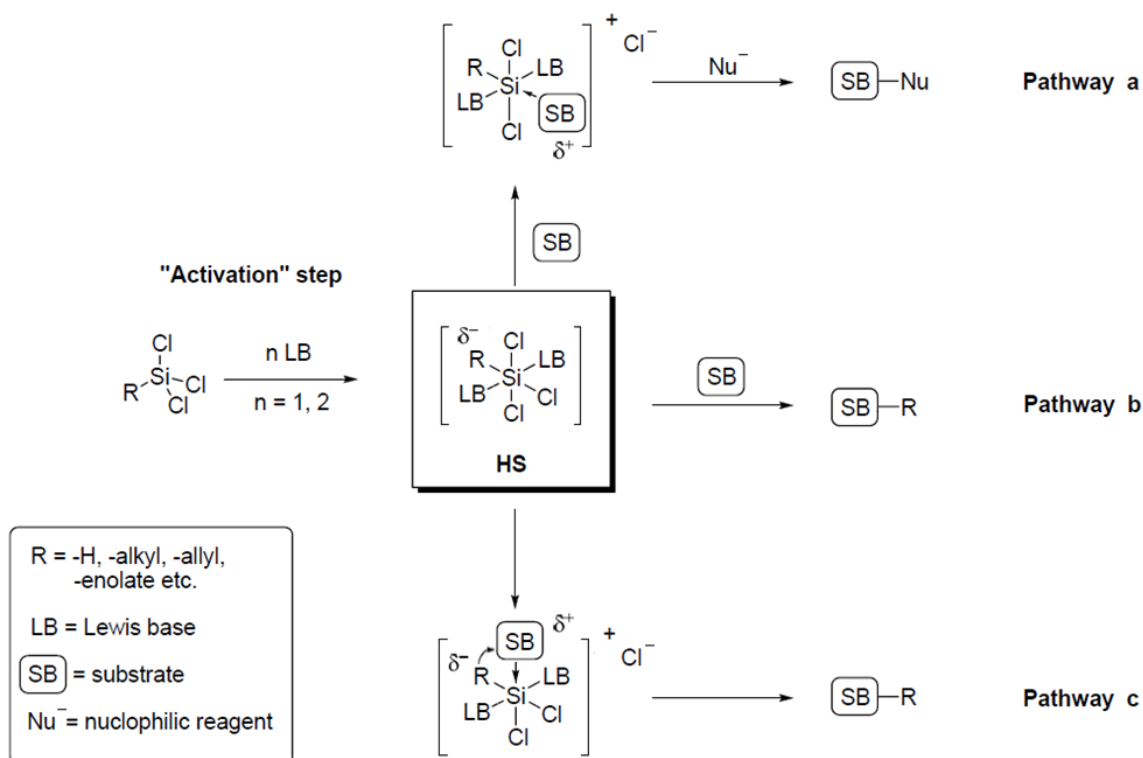 +
Cl⁻
Cl
R
LB
Si
LB
SB
Cl
δ⁺
Nu⁻
SB—Nu
Pathway a
SB
"Activation" step
Cl
R
Si
Cl
Cl
n LB
n = 1, 2
δ⁻
Cl
R
LB
Si
LB
Cl
Cl
HS
SB
SB—R
Pathway b
R = -H, -alkyl, -allyl,
-enolate etc.
LB = Lewis base
SB = substrate
Nu⁻= nuclophilic reagent
SB
δ⁺
+
Cl⁻
δ⁻
R
LB
Si
LB
Cl
Cl
SB—R
Pathway c